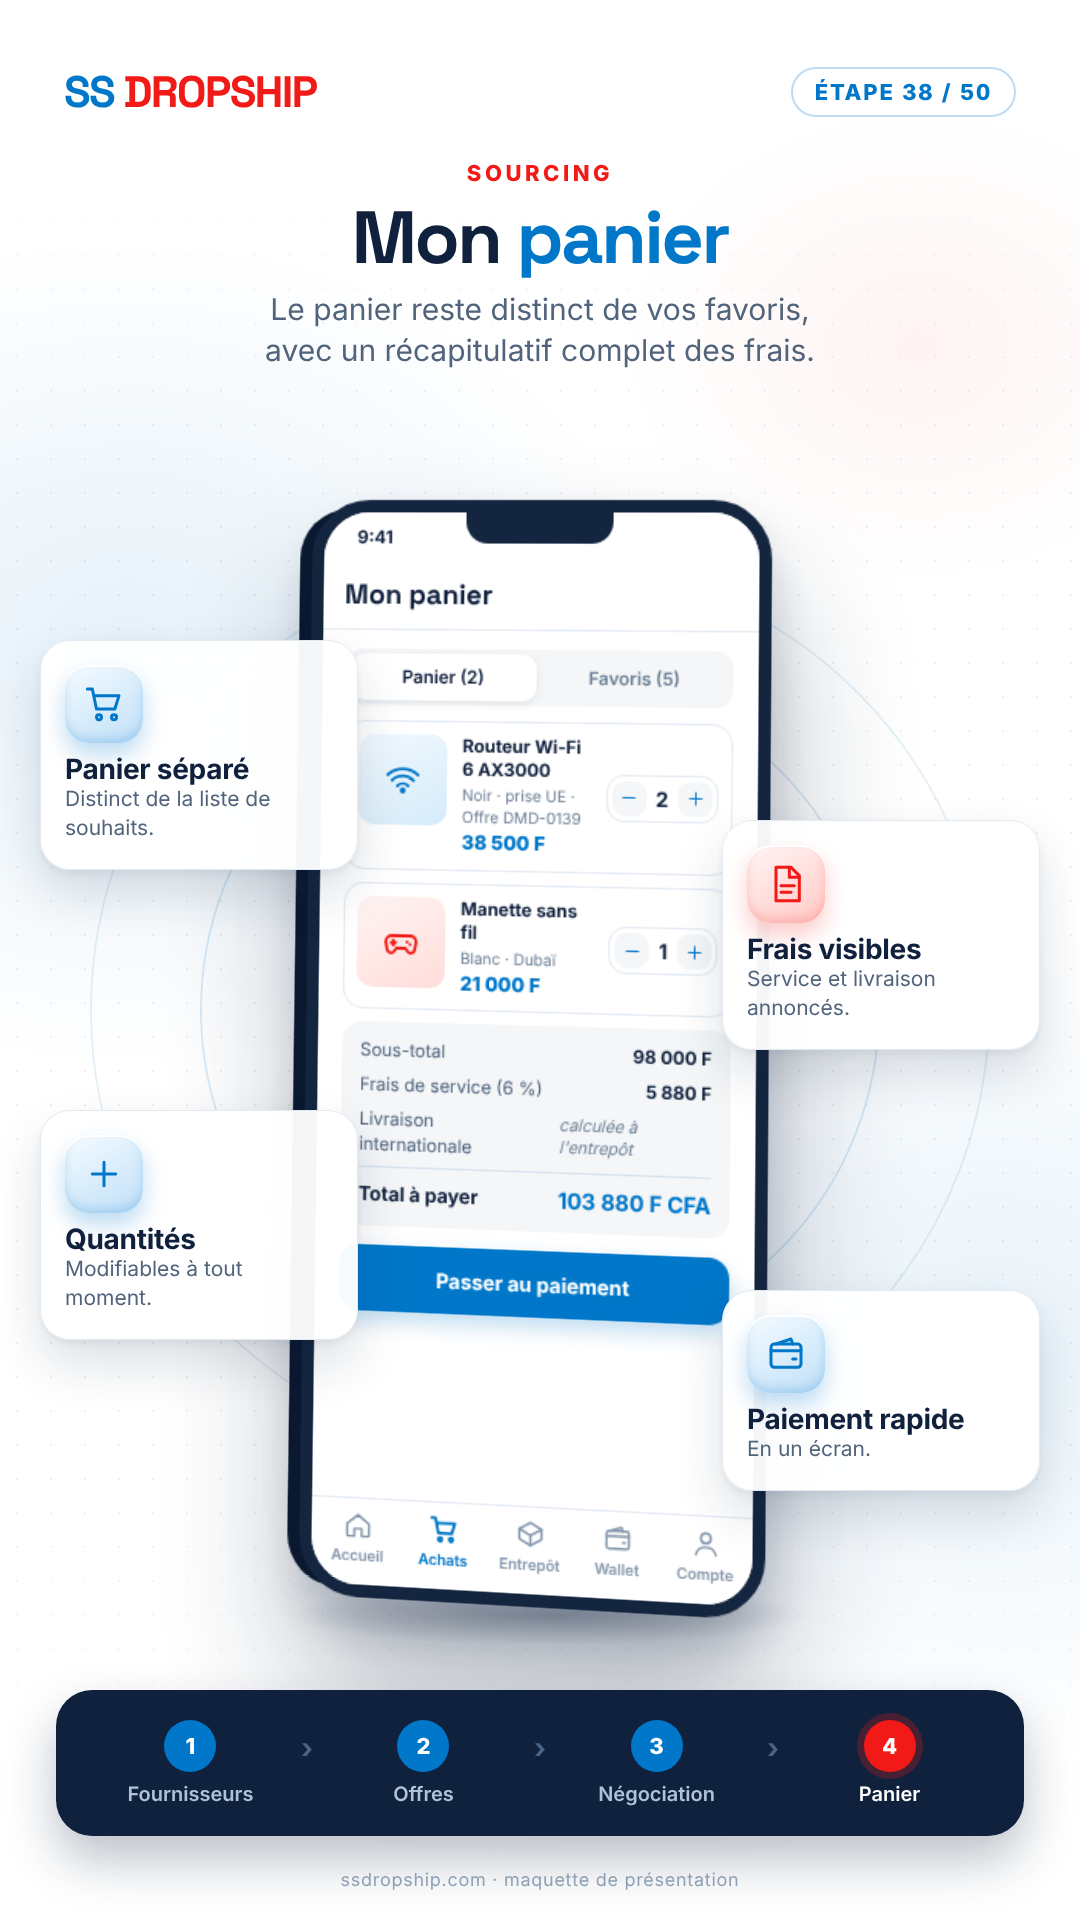 SS DROPSHIP
ÉTAPE 38 / 50
SOURCING
Mon panier
Le panier reste distinct de vos favoris,
avec un récapitulatif complet des frais.
9:41
Mon panier
Panier (2)
Favoris (5)
Routeur Wi-Fi
6 AX3000
Noir · prise UE ·
Offre DMD-0139
38 500 F
2
Manette sans
fil
Blanc · Dubaï
21 000 F
1
Sous-total 98 000 F
Frais de service (6 %) 5 880 F
Livraison
internationale
calculée à
l'entrepôt
Total à payer 103 880 F CFA
Passer au paiement
Accueil
Achats
Entrepôt
Wallet
Compte
Panier séparé
Distinct de la liste de
souhaits.
Frais visibles
Service et livraison
annoncés.
Quantités
Modifiables à tout
moment.
Paiement rapide
En un écran.
1
Fournisseurs
›
2
Offres
›
3
Négociation
›
4
Panier
ssdropship.com · maquette de présentation